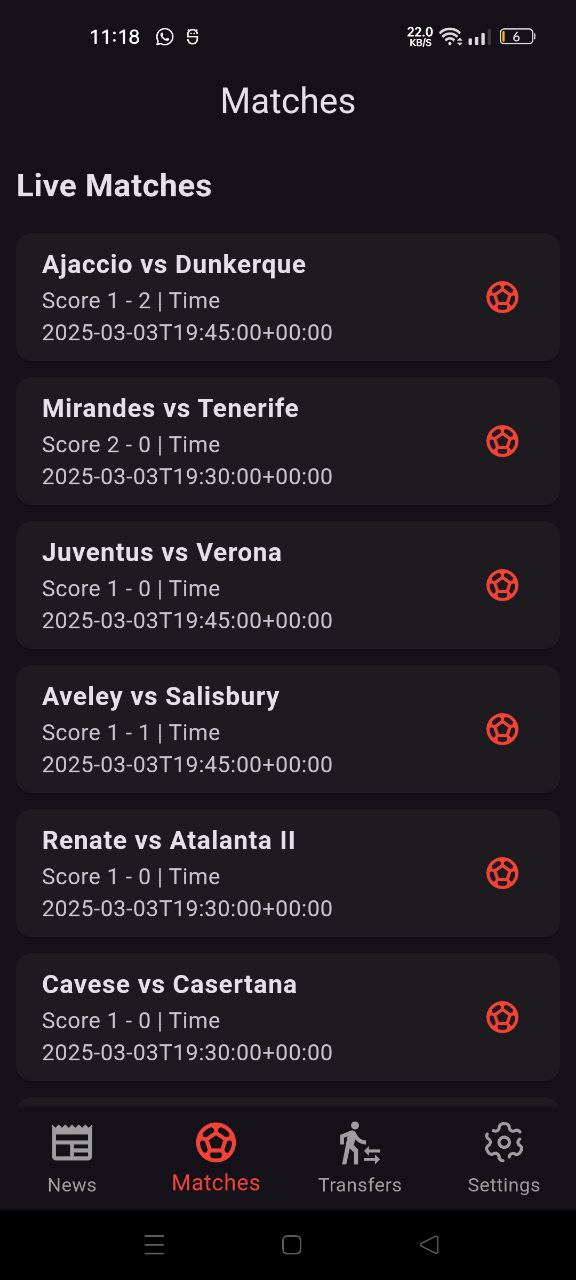 11:18
22.0
KB/S
6
Matches
Live Matches
Ajaccio vs Dunkerque
Score 1 - 2 | Time
2025-03-03T19:45:00+00:00
Mirandes vs Tenerife
Score 2 - 0 | Time
2025-03-03T19:30:00+00:00
Juventus vs Verona
Score 1 - 0 | Time
2025-03-03T19:45:00+00:00
Aveley vs Salisbury
Score 1 - 1 | Time
2025-03-03T19:45:00+00:00
Renate vs Atalanta II
Score 1 - 0 | Time
2025-03-03T19:30:00+00:00
Cavese vs Casertana
Score 1 - 0 | Time
2025-03-03T19:30:00+00:00
News
Matches
Transfers
Settings